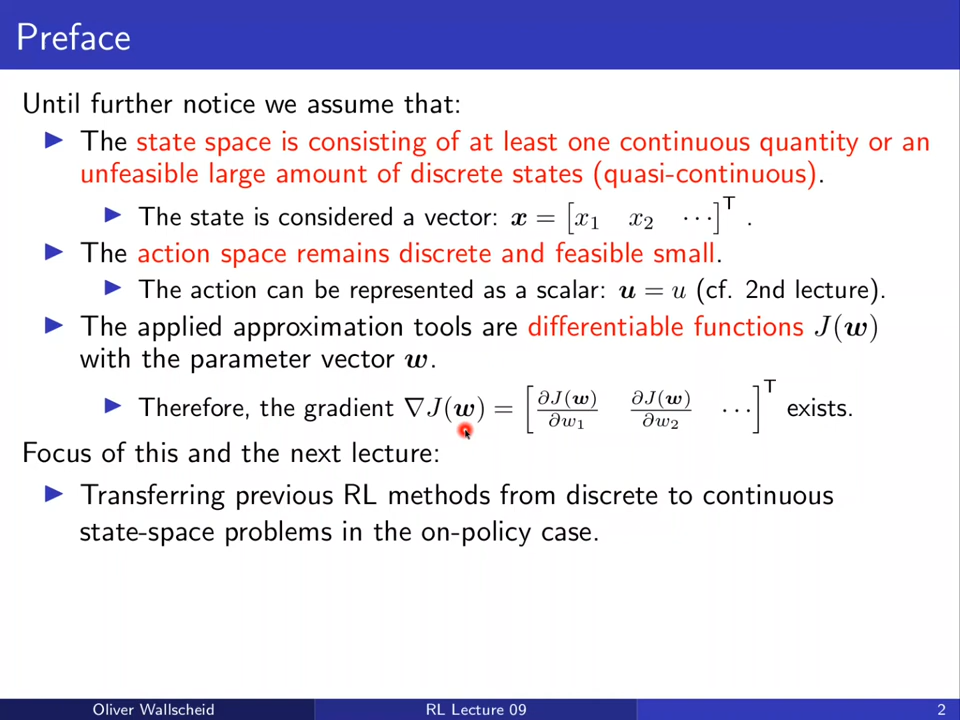 Preface
Until further notice we assume that:
▶ The state space is consisting of at least one continuous quantity or an
unfeasible large amount of discrete states (quasi-continuous).
▶ The state is considered a vector: x = [x₁ x₂ ⋯]ᵀ .
▶ The action space remains discrete and feasible small.
▶ The action can be represented as a scalar: u = u (cf. 2nd lecture).
▶ The applied approximation tools are differentiable functions J(w)
with the parameter vector w.
▶ Therefore, the gradient ∇J(w) = [∂J(w)/∂w₁ ∂J(w)/∂w₂ ⋯]ᵀ exists.
Focus of this and the next lecture:
▶ Transferring previous RL methods from discrete to continuous
state-space problems in the on-policy case.
Oliver Wallscheid RL Lecture 09 2